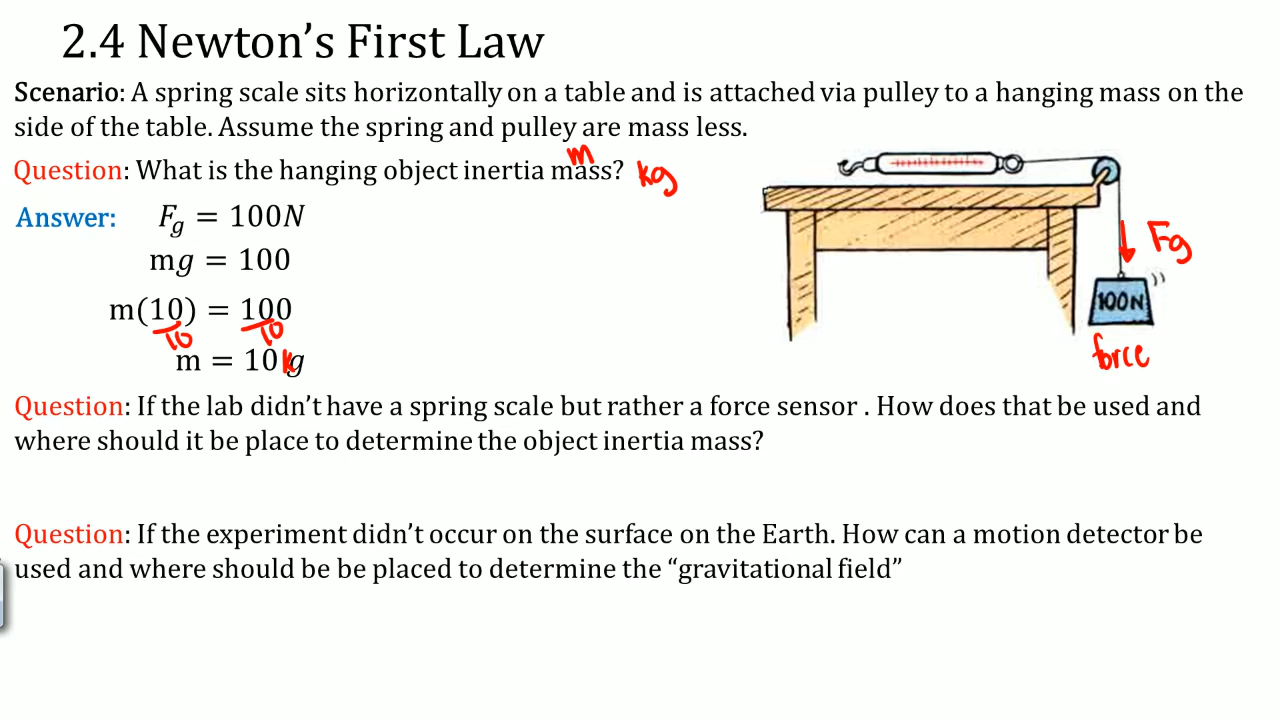 2.4 Newton’s First Law
Scenario: A spring scale sits horizontally on a table and is attached via pulley to a hanging mass on the
side of the table. Assume the spring and pulley are mass less.
m
Question: What is the hanging object inertia mass? kg
Answer: Fg = 100N
mg = 100
m(10) = 100
10 10
m = 10kg
Fg
100N
force
Question: If the lab didn’t have a spring scale but rather a force sensor . How does that be used and
where should it be place to determine the object inertia mass?
Question: If the experiment didn’t occur on the surface on the Earth. How can a motion detector be
used and where should be be placed to determine the “gravitational field”